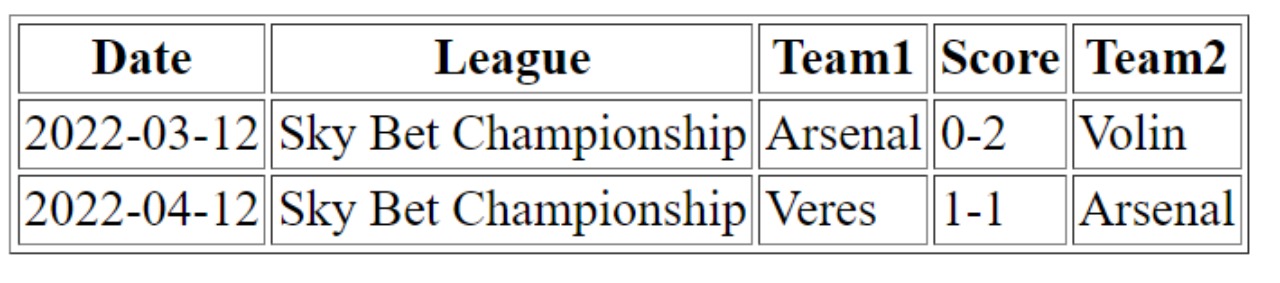 Date League Team1 Score Team2
2022-03-12 Sky Bet Championship Arsenal 0-2 Volin
2022-04-12 Sky Bet Championship Veres 1-1 Arsenal